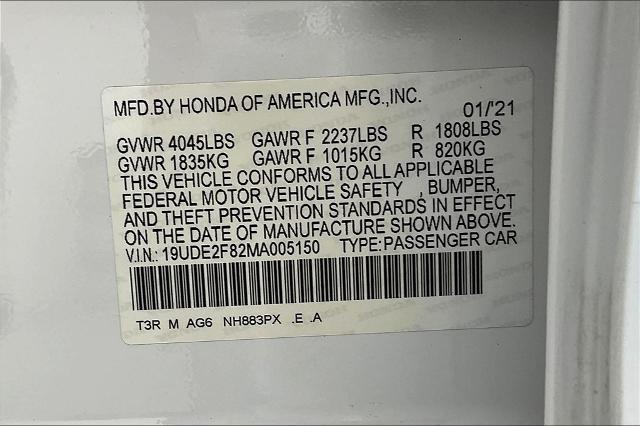 MFD.BY HONDA OF AMERICA MFG.,INC. 01/'21
GVWR 4045LBS GAWR F 2237LBS R 1808LBS
GVWR 1835KG GAWR F 1015KG R 820KG
THIS VEHICLE CONFORMS TO ALL APPLICABLE
FEDERAL MOTOR VEHICLE SAFETY , BUMPER,
AND THEFT PREVENTION STANDARDS IN EFFECT
ON THE DATE OF MANUFACTURE SHOWN ABOVE.
V.I.N.: 19UDE2F82MA005150 TYPE:PASSENGER CAR
T3R M AG6 NH883PX .E .A